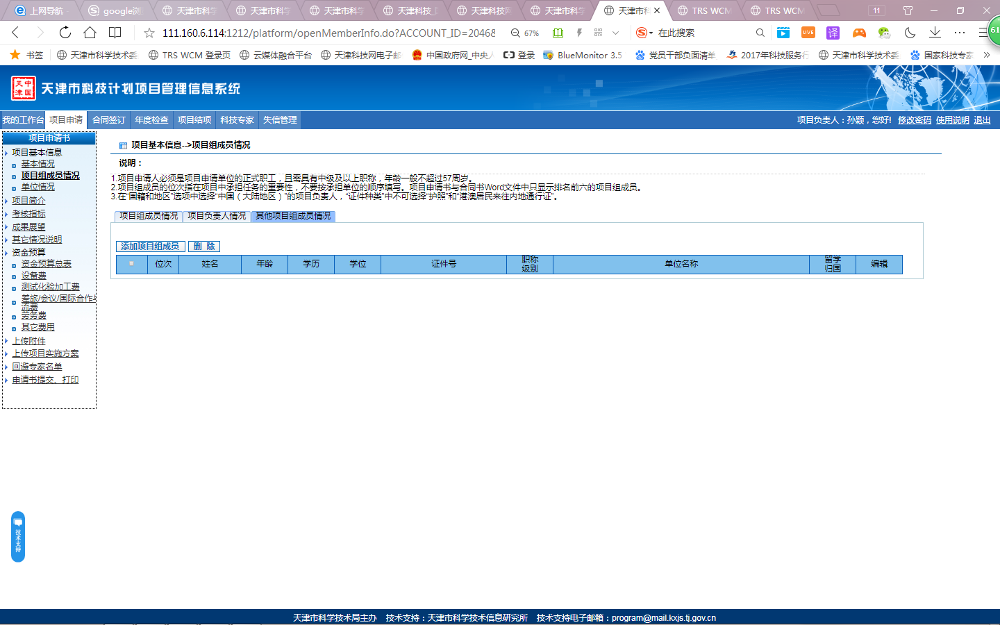 上网导航
google浏
天津市科学
天津市科学
天津市科学
天津科技_
天津科技网
天津市科学
天津市科
TRS WCM
TRS WCM
11
111.160.6.114:1212/platform/openMemberInfo.do?ACCOUNT_ID=20468
67%
在此搜索
LIVE
译
61
书签
天津市科学技术委
TRS WCM 登录页
云媒体融合平台
天津科技网电子邮
中国政府网_中央人
登录
BlueMonitor 3.5
党员干部负面清单
2017年科技服务行
天津市科学技术委
国家科技专家
中国天津
天津市科技计划项目管理信息系统
我的工作台
项目申请
合同签订
年度检查
项目结项
科技专家
失信管理
项目负责人：孙颖，您好! 修改密码 使用说明 退出
项目申请书
项目基本信息
基本情况
项目组成员情况
单位情况
项目简介
考核指标
成果展望
其它情况说明
资金预算
资金预算总表
设备费
测试化验加工费
差旅/会议/国际合作与
流费
劳务费
其它费用
上传附件
上传项目实施方案
回避专家名单
申请书提交、打印
项目基本信息-->项目组成员情况
说明：
1.项目申请人必须是项目申请单位的正式职工，且需具有中级及以上职称，年龄一般不超过57周岁。
2.项目组成员的位次指在项目中承担任务的重要性，不要按承担单位的顺序填写。项目申请书与合同书Word文件中只显示排名前六的项目组成员。
3.在“国籍和地区”选项中选择“中国（大陆地区）”的项目负责人，“证件种类”中不可选择“护照”和“港澳居民来往内地通行证”。
项目组成员情况
项目负责人情况
其他项目组成员情况
添加项目组成员
删 除
位次
姓名
年龄
学历
学位
证件号
职称
级别
单位名称
留学
归国
编辑
技术支持
天津市科学技术局主办 技术支持：天津市科学技术信息研究所 技术支持电子邮箱：program@mail.kxjs.tj.gov.cn